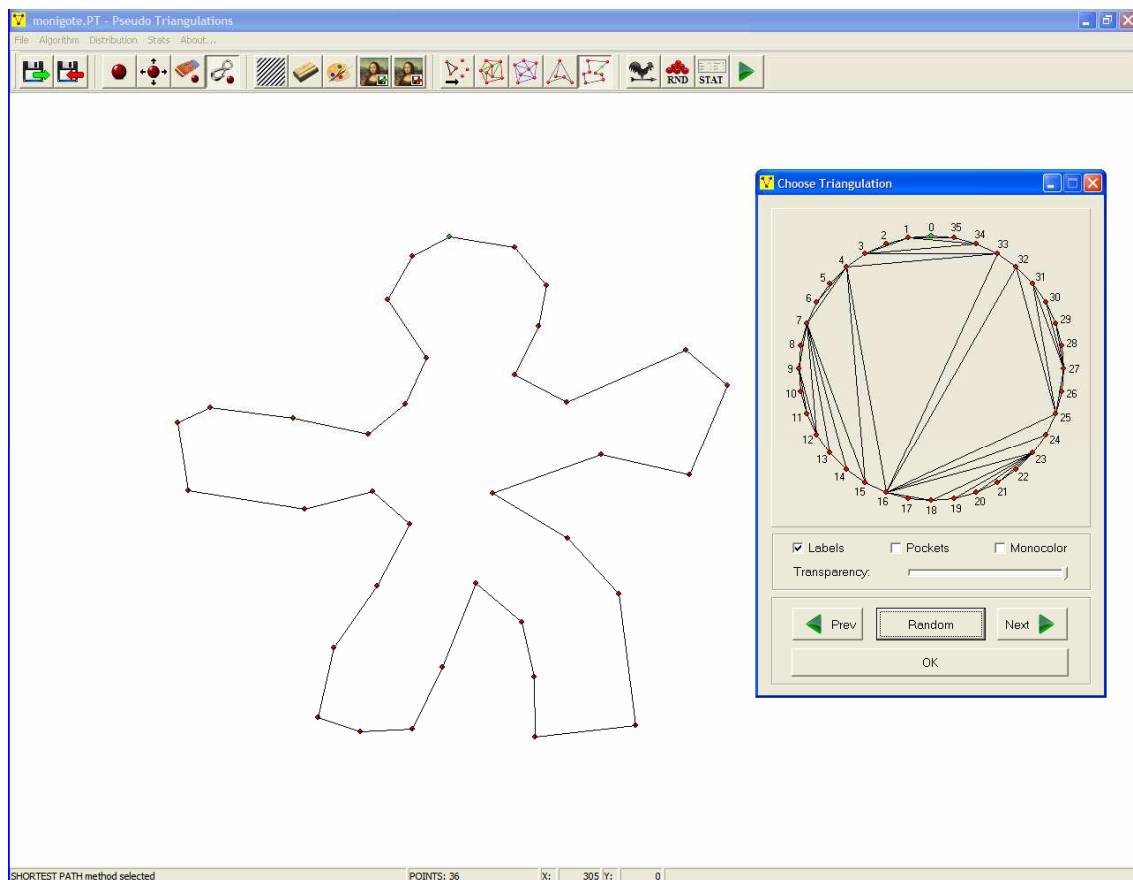 monigote.PT - Pseudo Triangulations
File Algorithm Distribution Stats About...
RND STAT
Choose Triangulation
0
1 35
2 34
3 33
4 32
5 31
6 30
7 29
8 28
9 27
10 26
11 25
12 24
13 23
14 22
15 21
16 20
17 18 19
Labels Pockets Monocolor
Transparency:
Prev Random Next
OK
SHORTEST PATH method selected POINTS: 36 X: 305 Y: 0